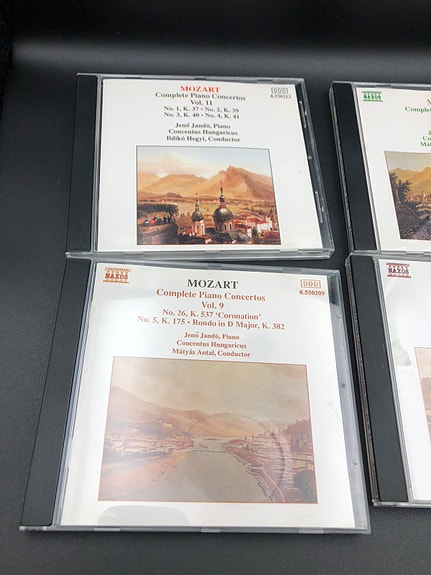 MOZART
Complete Piano Concertos
Vol. 11
No. 1, K. 37 • No. 2, K. 39
No. 3, K. 40 • No. 4, K. 41
Jenő Jandó, Piano
Concentus Hungaricus
Ildikó Hegyi, Conductor
DDD
8.550212
NAXOS
MOZART
Complete Piano Concertos
Vol. 9
No. 26, K. 537 'Coronation'
No. 5, K. 175 • Rondo in D Major, K. 382
Jenő Jandó, Piano
Concentus Hungaricus
Mátyás Antal, Conductor
NAXOS
DDD
8.550209
NAXOS